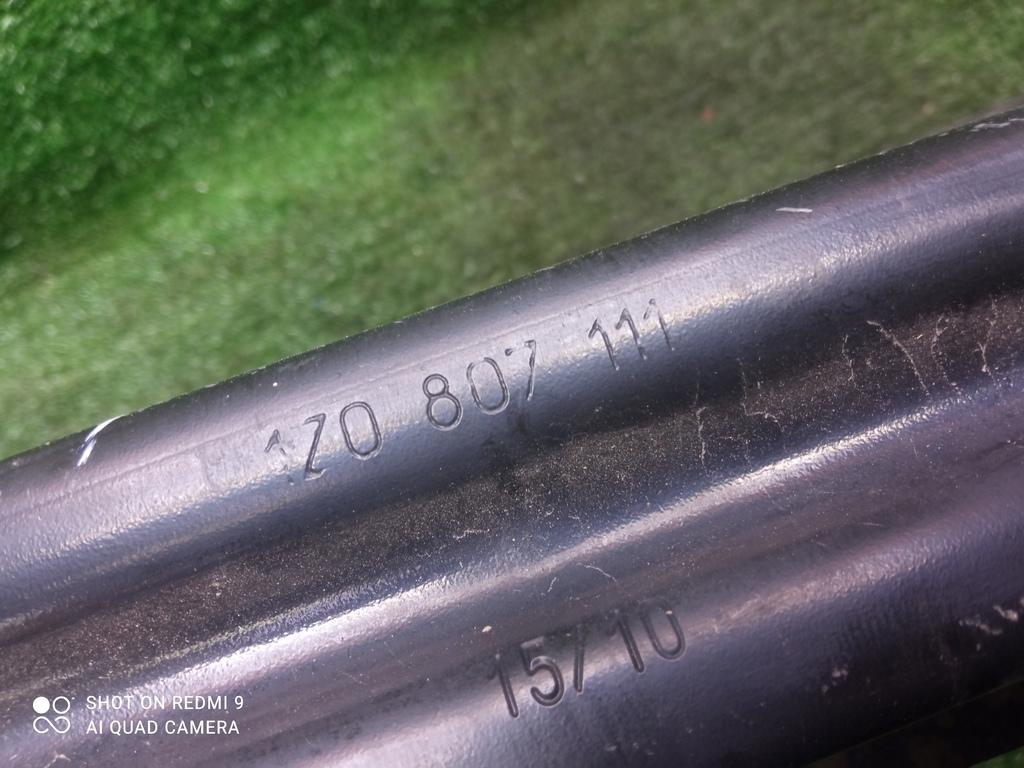 1Z0 807 111
15/10
SHOT ON REDMI 9
AI QUAD CAMERA